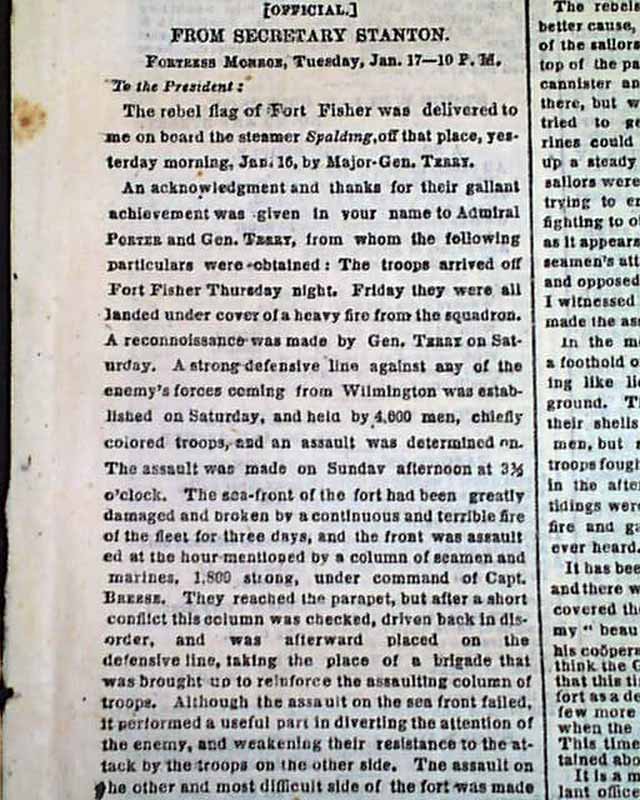 [OFFICIAL.]
FROM SECRETARY STANTON.
FORTRESS MONROE, Tuesday, Jan. 17—10 P. M.
To the President:
The rebel flag of Fort Fisher was delivered to
me on board the steamer Spalding, off that place, yes-
terday morning, Jan. 16, by Major-Gen. TERRY.
An acknowledgment and thanks for their gallant
achievement was given in your name to Admiral
PORTER and Gen. TERRY, from whom the following
particulars were obtained: The troops arrived off
Fort Fisher Thursday night. Friday they were all
landed under cover of a heavy fire from the squadron.
A reconnoissance was made by Gen. TERRY on Sat-
urday. A strong defensive line against any of the
enemy's forces coming from Wilmington was estab-
lished on Saturday, and held by 4,000 men, chiefly
colored troops, and an assault was determined on.
The assault was made on Sunday afternoon at 3½
o'clock. The sea-front of the fort had been greatly
damaged and broken by a continuous and terrible fire
of the fleet for three days, and the front was assault
ed at the hour mentioned by a column of seamen and
marines, 1,800 strong, under command of Capt.
BREESE. They reached the parapet, but after a short
conflict this column was checked, driven back in dis-
order, and was afterward placed on the
defensive line, taking the place of a brigade that
was brought up to reinforce the assaulting column of
troops. Although the assault on the sea front failed,
it performed a useful part in diverting the attention of
the enemy, and weakening their resistance to the at-
tack by the troops on the other side. The assault on
the other and most difficult side of the fort was made
The rebels
better cause,
of the sailors
top of the pa
cannister an
there, but w
tried to ge
rines could
up a steady
sailors were
trying to en
fighting to o
as it appears
seamen's att
and opposed
I witnessed
made the ass
In the m
a foothold o
ing like li
ground. T
their shells
men, but
troops fough
in the afte
tidings were
fire and ga
ever heard.
It has bee
and there w
covered the
my " beau
his coöpera
think the G
that this ti
fort as a de
few more
when the
This time
tained abo
It is a m
lant office